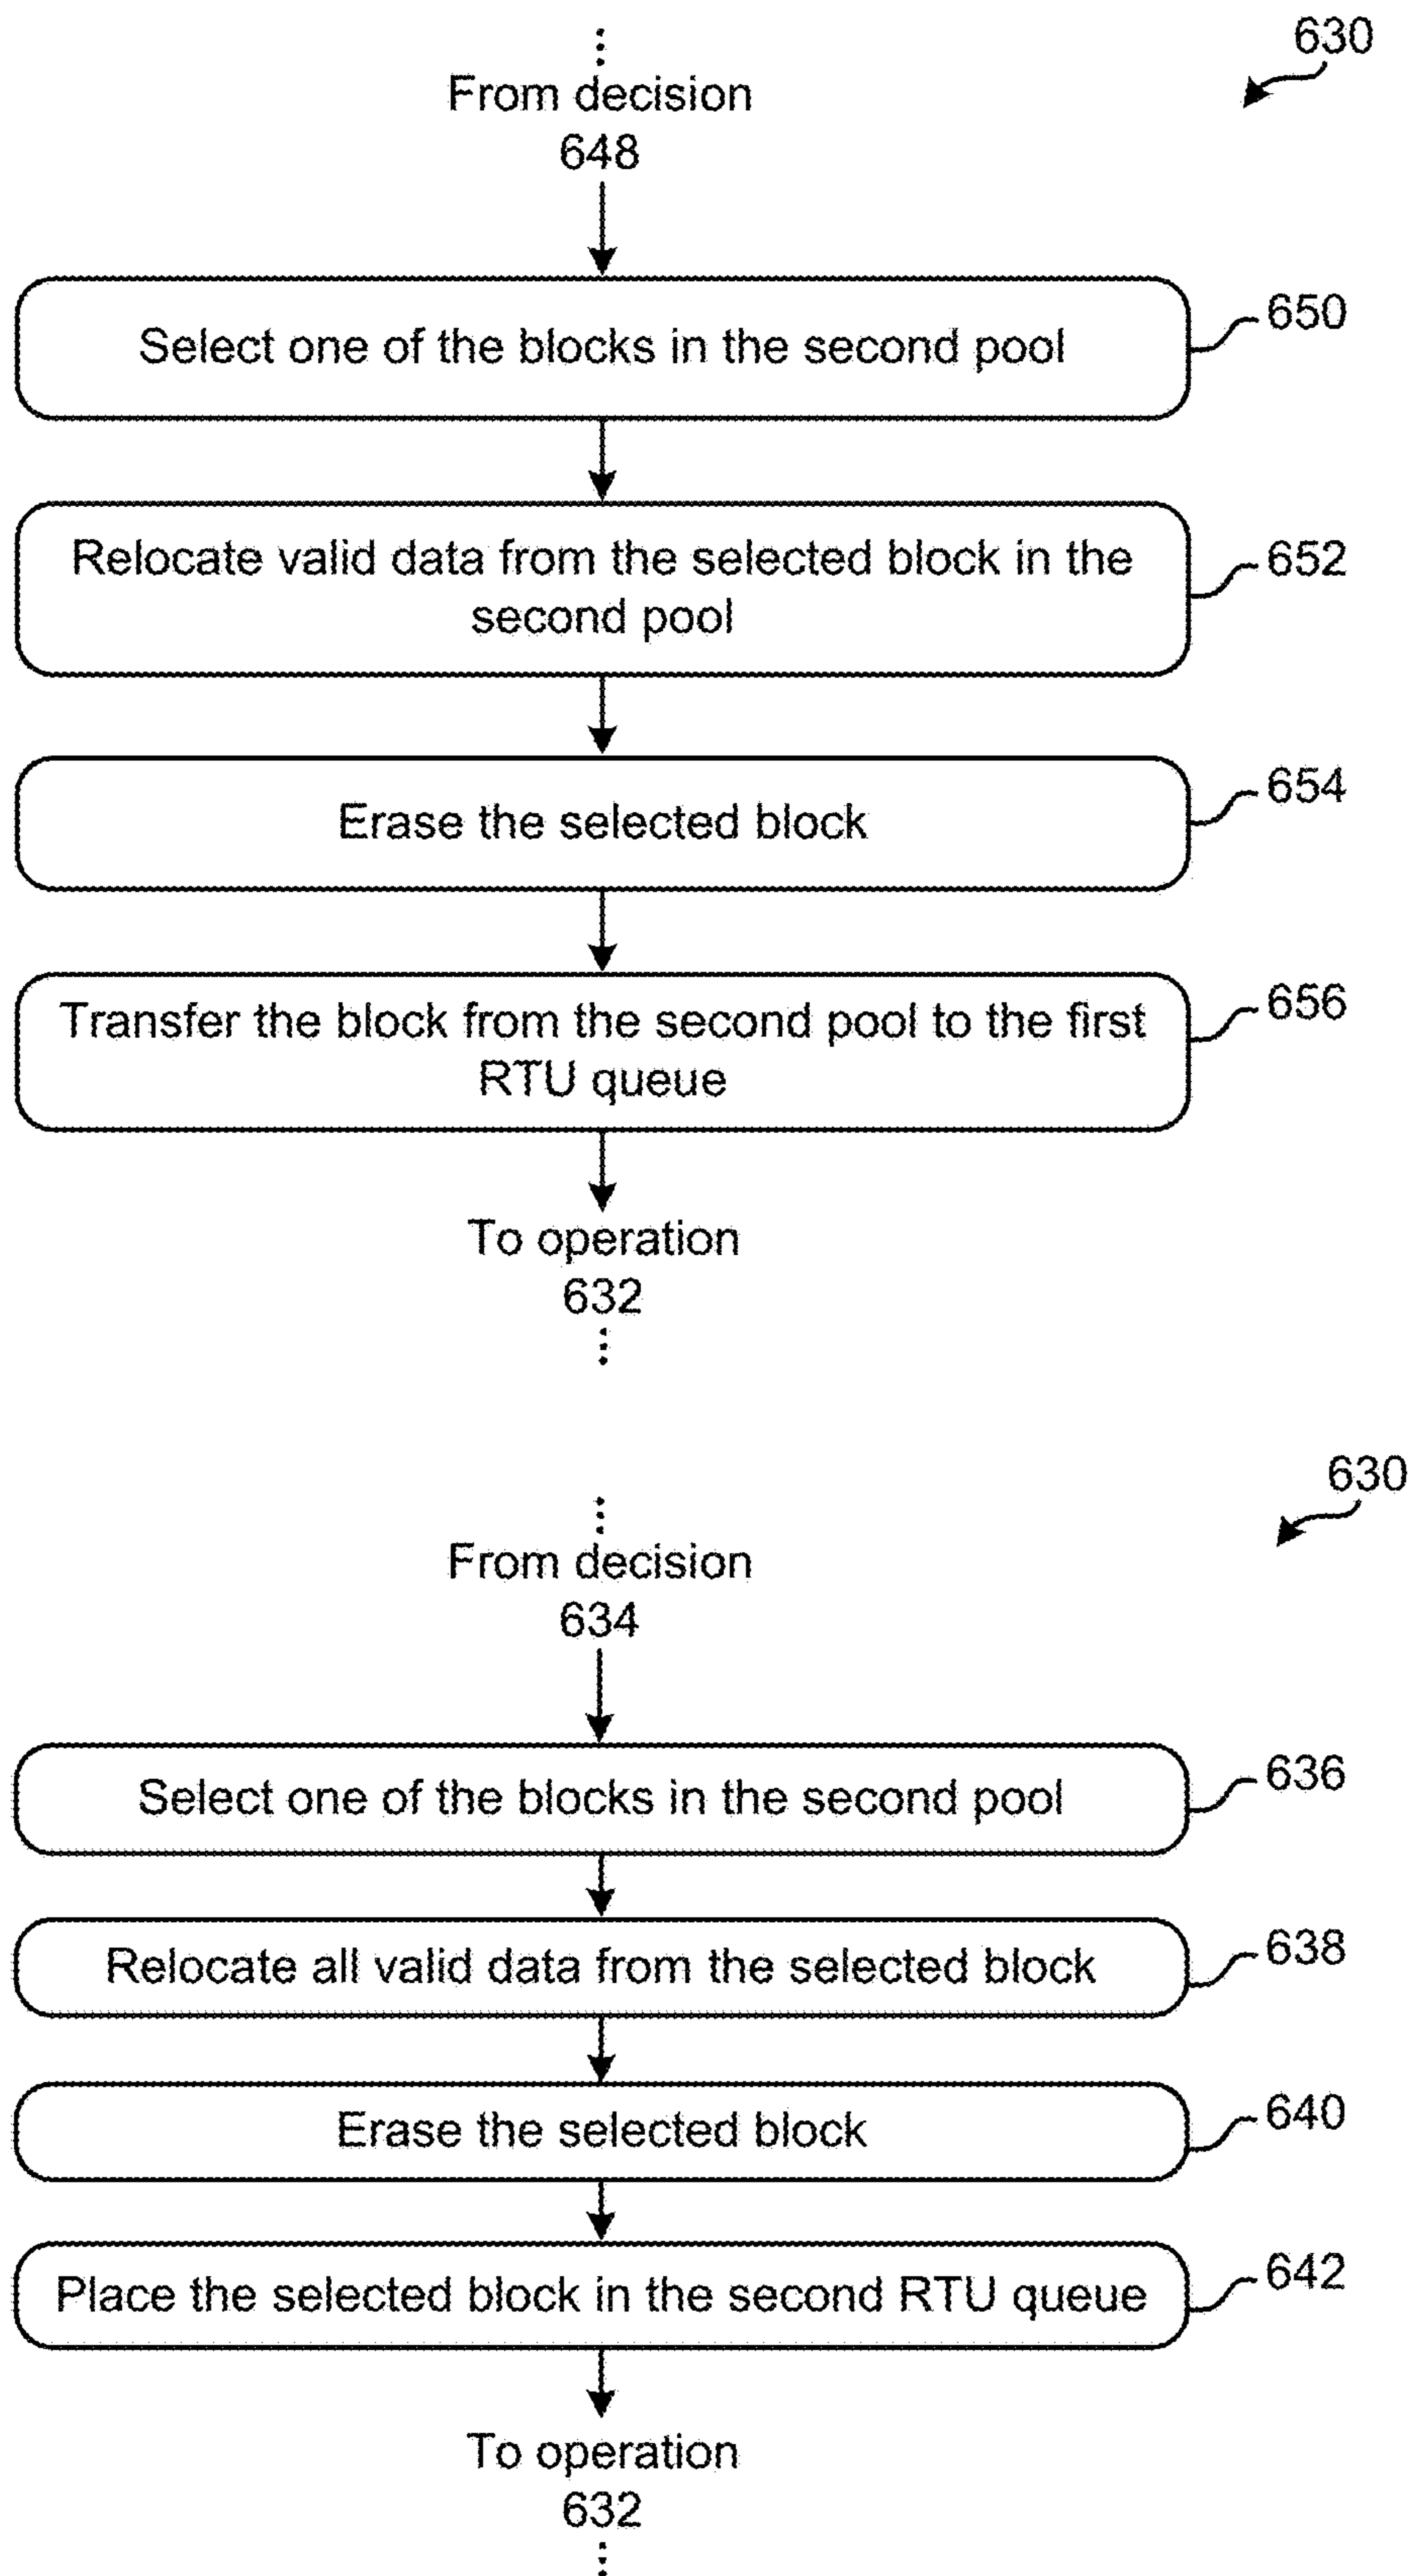 630
From decision
648
Select one of the blocks in the second pool
650
Relocate valid data from the selected block in the
second pool
652
Erase the selected block
654
Transfer the block from the second pool to the first
RTU queue
656
To operation
632
630
From decision
634
Select one of the blocks in the second pool
636
Relocate all valid data from the selected block
638
Erase the selected block
640
Place the selected block in the second RTU queue
642
To operation
632